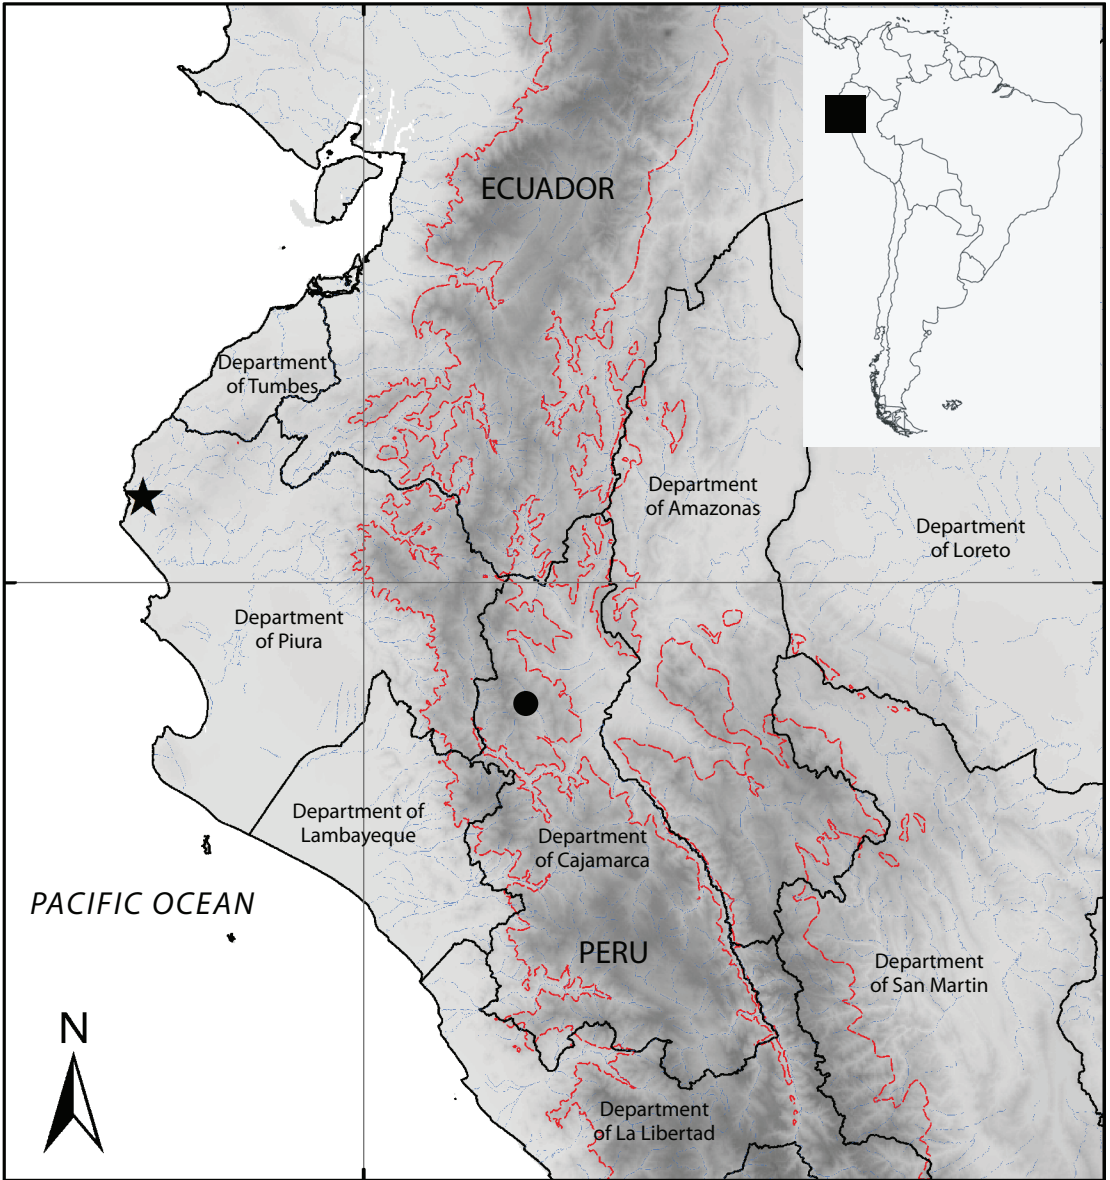 ECUADOR
Department
of Tumbes
Department
of Amazonas
Department
of Loreto
Department
of Piura
Department of
Lambayeque
Department
of Cajamarca
PACIFIC OCEAN
PERU
Department
of San Martin
N
Department
of La Libertad